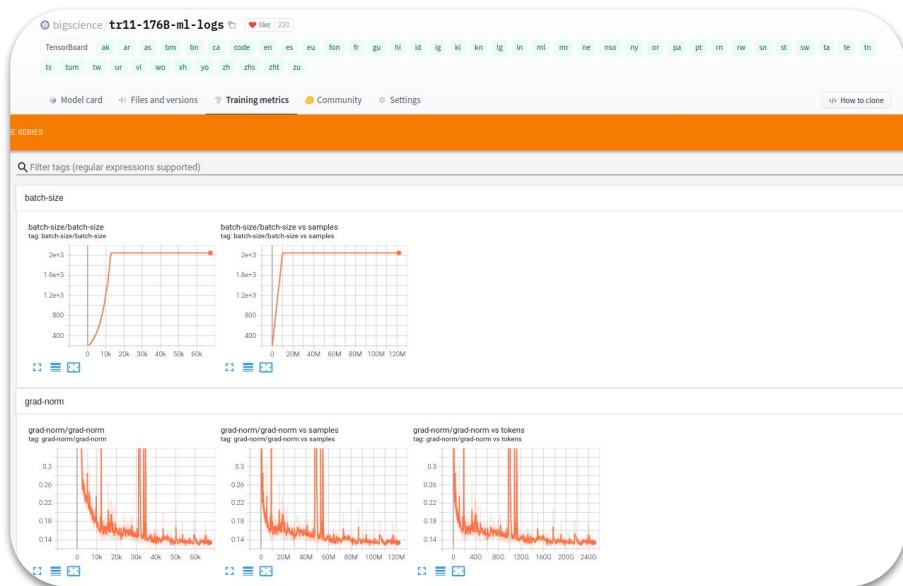 bigscience/tr11-176B-ml-logs like 220
TensorBoard ak ar as bm bn ca code en es eu fon fr gu hi id ig ki kn lg ln ml mr ne nso ny or pa pt rn rw sn st sw ta te tn
ts tum tw ur vi wo xh yo zh zhs zht zu
Model card Files and versions Training metrics Community Settings </> How to clone
E SERIES
Filter tags (regular expressions supported)
batch-size
batch-size/batch-size batch-size/batch-size vs samples
tag: batch-size/batch-size tag: batch-size/batch-size vs samples
2e+3 2e+3
1.6e+3 1.6e+3
1.2e+3 1.2e+3
800 800
400 400
0 10k 20k 30k 40k 50k 60k 0 20M 40M 60M 80M 100M 120M
grad-norm
grad-norm/grad-norm grad-norm/grad-norm vs samples grad-norm/grad-norm vs tokens
tag: grad-norm/grad-norm tag: grad-norm/grad-norm vs samples tag: grad-norm/grad-norm vs tokens
0.3 0.3 0.3
0.26 0.26 0.26
0.22 0.22 0.22
0.18 0.18 0.18
0.14 0.14 0.14
0 10k 20k 30k 40k 50k 60k 0 20M 40M 60M 80M 100M 120M 0 40G 80G 120G 160G 200G 240G